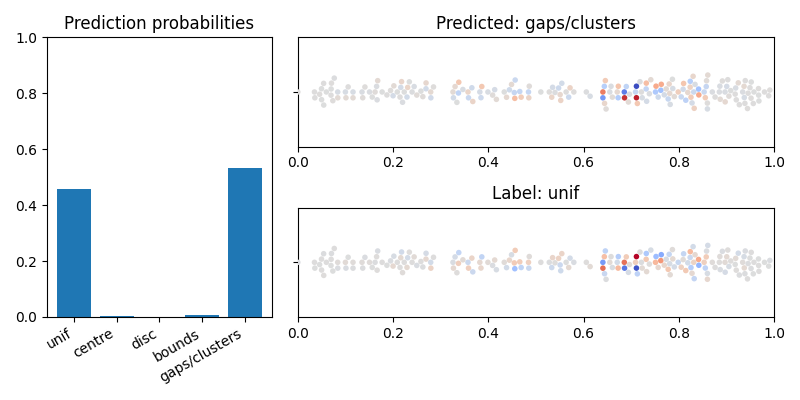 Prediction probabilities
1.0
0.8
0.6
0.4
0.2
0.0
unif
centre
disc
bounds
gaps/clusters
Predicted: gaps/clusters
0.0 0.2 0.4 0.6 0.8 1.0
Label: unif
0.0 0.2 0.4 0.6 0.8 1.0